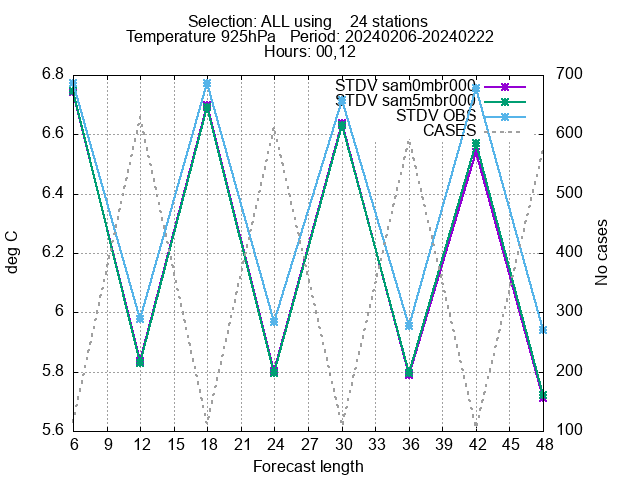 Selection: ALL using    24 stations
Temperature 925hPa   Period: 20240206-20240222
Hours: 00,12
STDV sam0mbr000
STDV sam5mbr000
STDV OBS
CASES
6.8
6.6
6.4
6.2
6
5.8
5.6
deg C
700
600
500
400
300
200
100
No cases
6 9 12 15 18 21 24 27 30 33 36 39 42 45 48
Forecast length